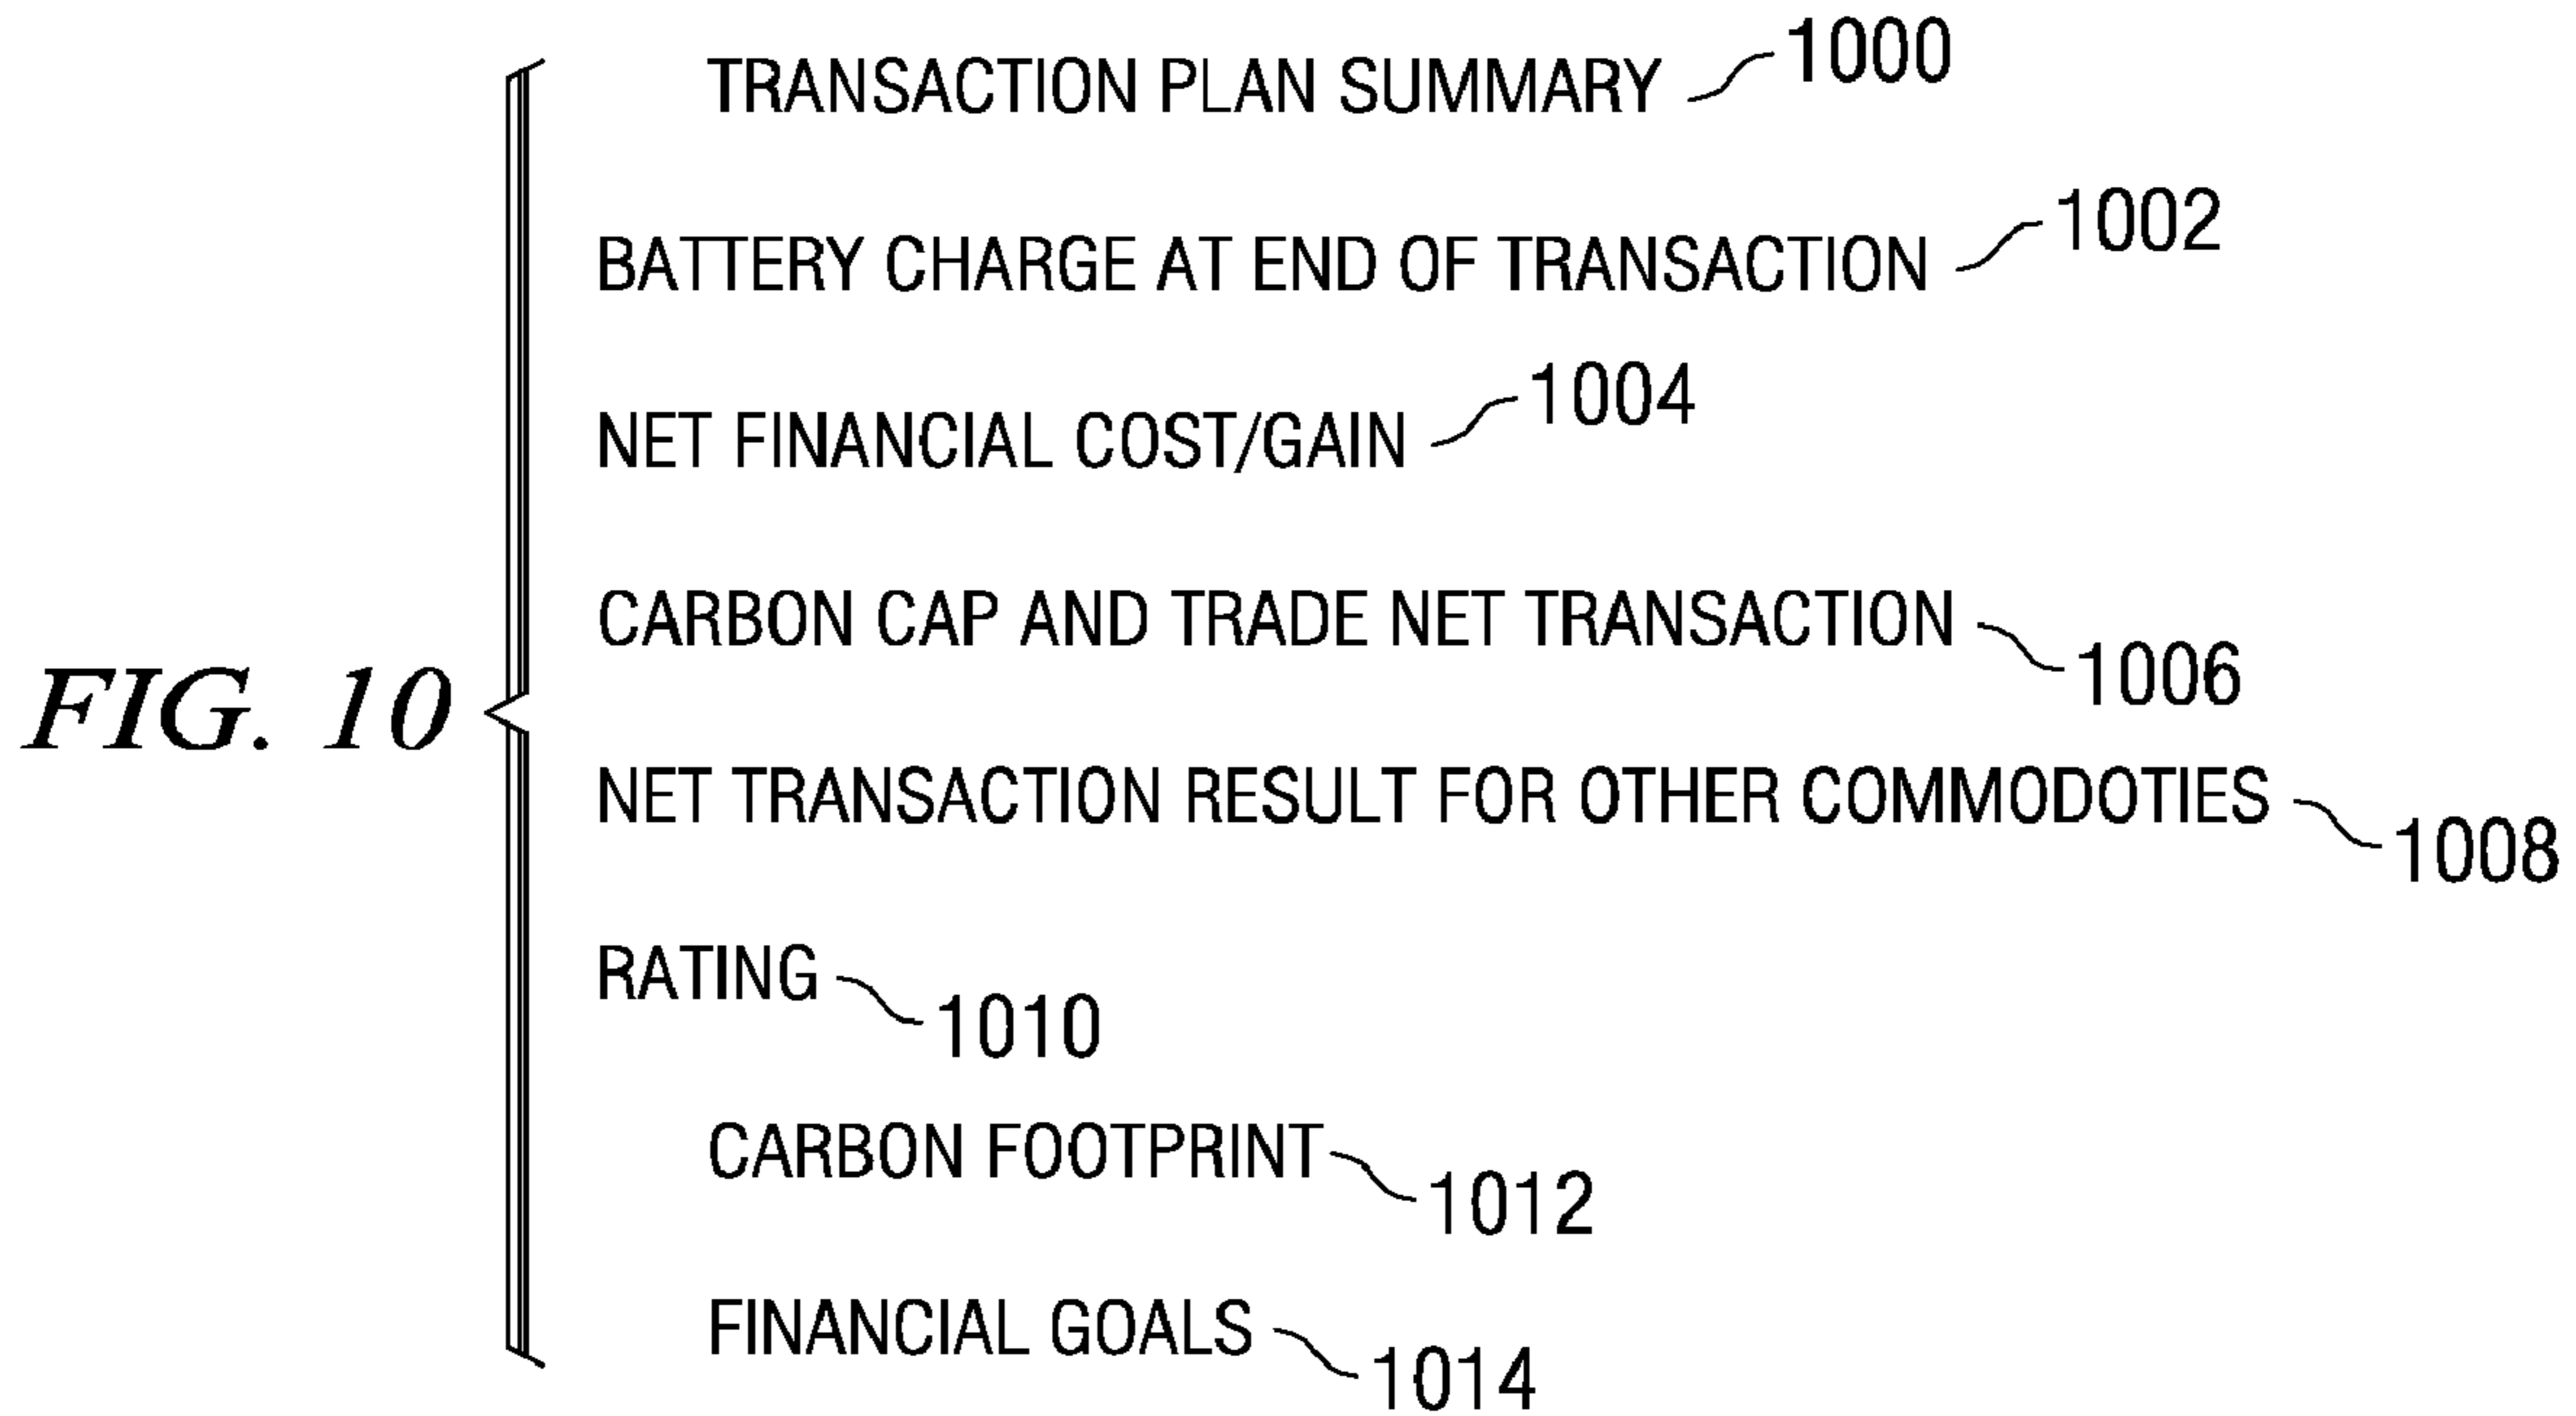 TRANSACTION PLAN SUMMARY 1000
BATTERY CHARGE AT END OF TRANSACTION 1002
NET FINANCIAL COST/GAIN 1004
CARBON CAP AND TRADE NET TRANSACTION 1006
FIG. 10
NET TRANSACTION RESULT FOR OTHER COMMODOTIES 1008
RATING 1010
CARBON FOOTPRINT 1012
FINANCIAL GOALS 1014